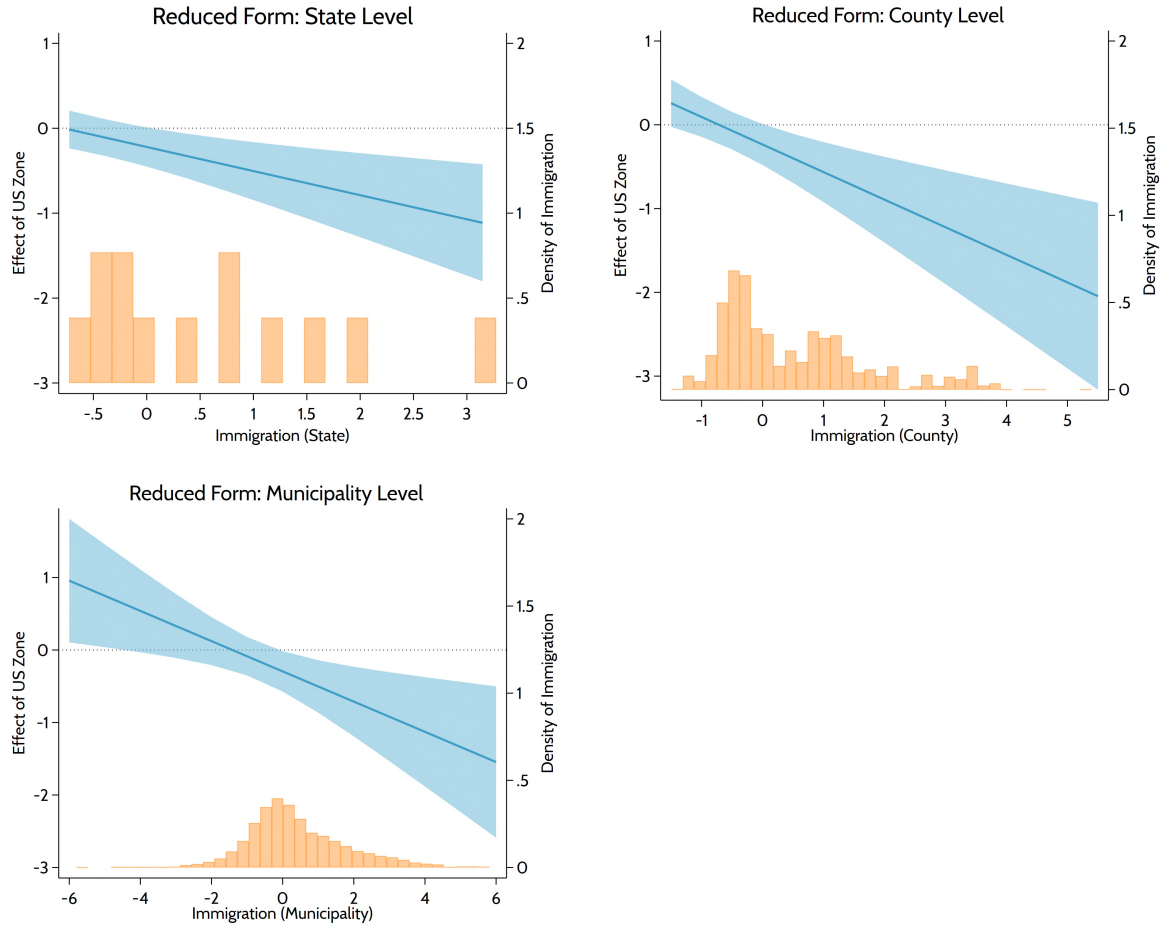 Reduced Form: State Level
1
0
-1
-2
-3
Effect of US Zone
2
1.5
1
.5
0
Density of Immigration
-.5 0 .5 1 1.5 2 2.5 3
Immigration (State)
Reduced Form: County Level
1
0
-1
-2
-3
Effect of US Zone
2
1.5
1
.5
0
Density of Immigration
-1 0 1 2 3 4 5
Immigration (County)
Reduced Form: Municipality Level
1
0
-1
-2
-3
Effect of US Zone
2
1.5
1
.5
0
Density of Immigration
-6 -4 -2 0 2 4 6
Immigration (Municipality)